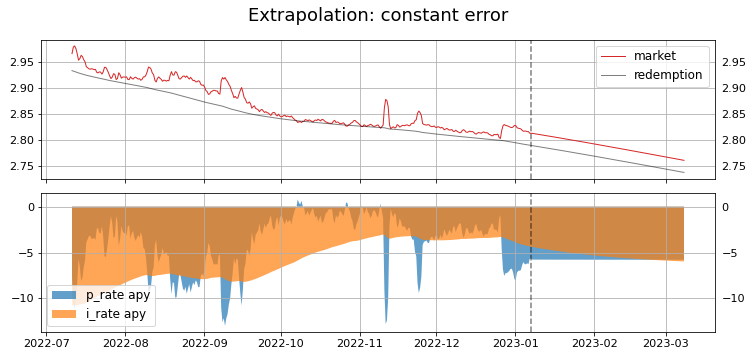 Extrapolation: constant error
2.95 2.95
2.90 2.90
2.85 2.85
2.80 2.80
2.75 2.75
market
redemption
0 0
−5 −5
−10 −10
p_rate apy
i_rate apy
2022-07 2022-08 2022-09 2022-10 2022-11 2022-12 2023-01 2023-02 2023-03